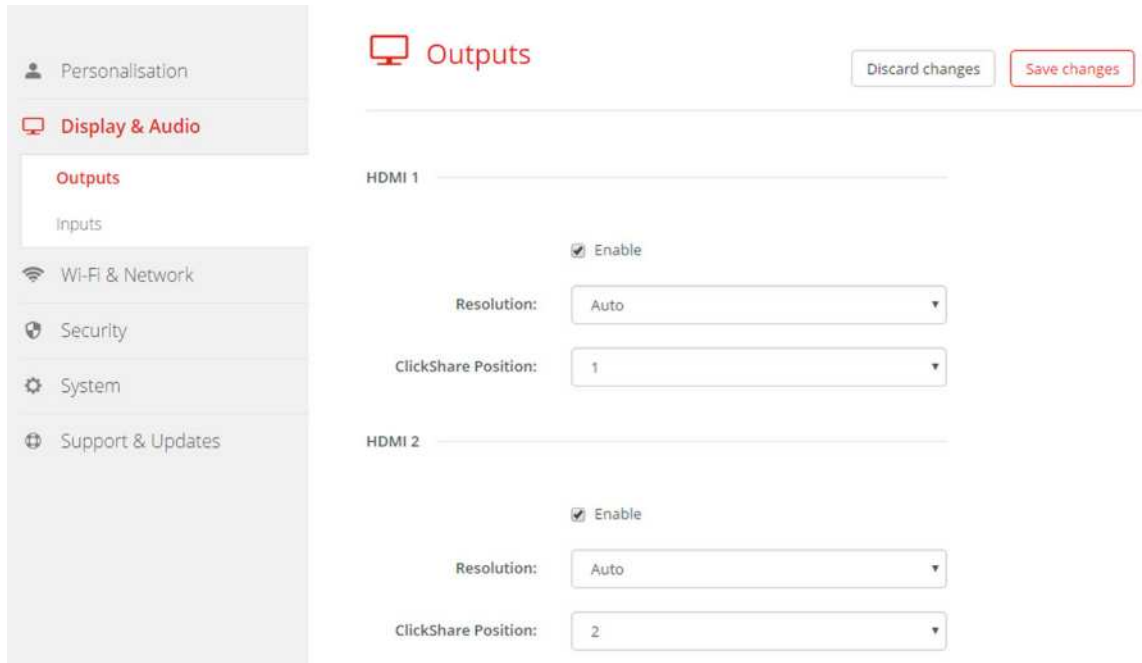 Personalisation
Display & Audio
Outputs
Inputs
Wi-Fi & Network
Security
System
Support & Updates
Outputs
Discard changes
Save changes
HDMI 1
Enable
Resolution: Auto
ClickShare Position: 1
HDMI 2
Enable
Resolution: Auto
ClickShare Position: 2